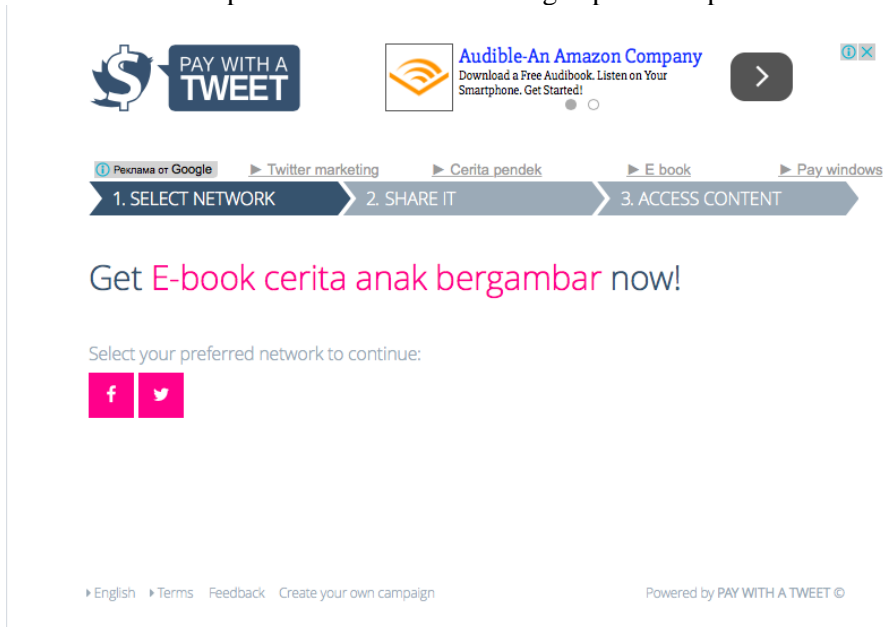 PAY WITH A
TWEET
Audible-An Amazon Company
Download a Free Audibook. Listen on Your
Smartphone. Get Started!
Реклама от Google
Twitter marketing
Cerita pendek
E book
Pay windows
1. SELECT NETWORK
2. SHARE IT
3. ACCESS CONTENT
Get E-book cerita anak bergambar now!
Select your preferred network to continue:
English Terms Feedback Create your own campaign
Powered by PAY WITH A TWEET ©